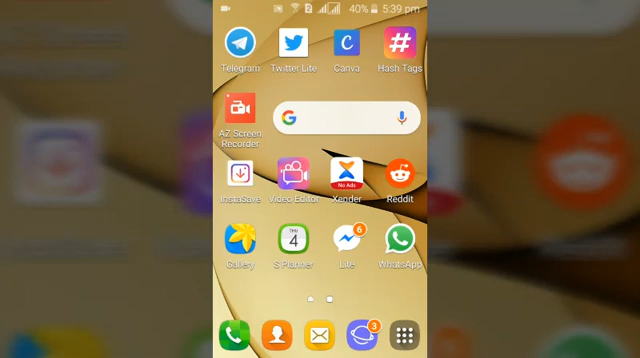 40% 5:39 pm
Telegram Twitter Lite Canva Hash Tags
AZ Screen
Recorder
No Ads
InstaSave Video Editor Xender Reddit
THU
4
6
Gallery S Planner Lite WhatsApp
3